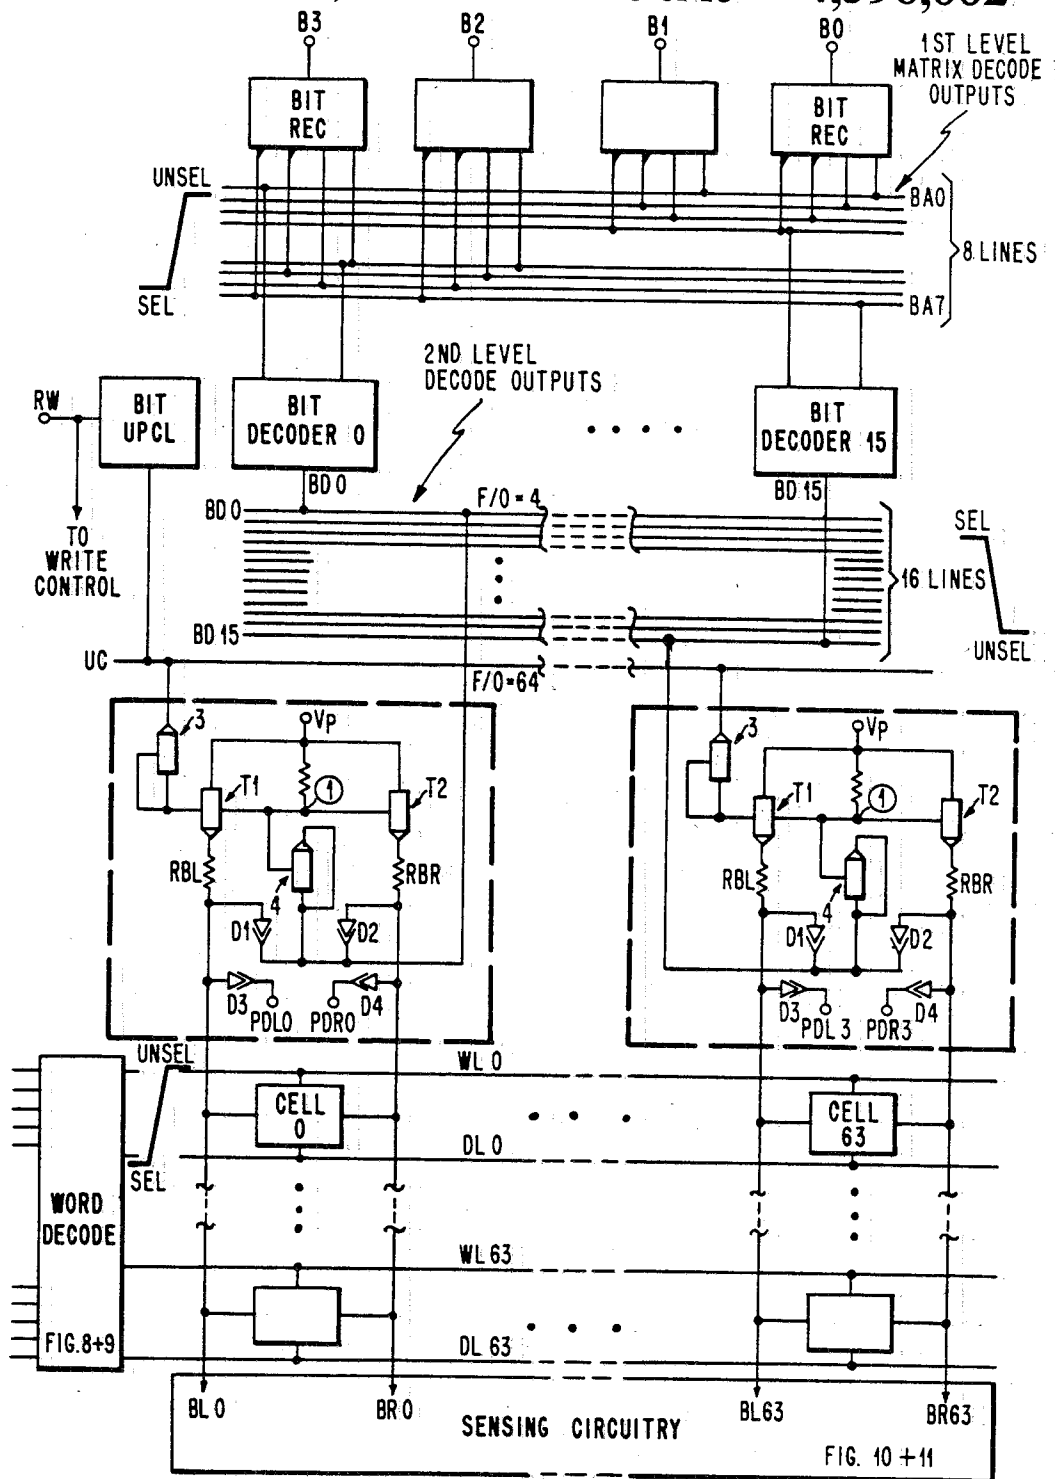 B3
B2
B1
B0
1ST LEVEL
MATRIX DECODE
OUTPUTS
BIT
REC
BIT
REC
UNSEL
SEL
BA0
8 LINES
BA7
2ND LEVEL
DECODE OUTPUTS
RW
BIT
UPCL
BIT
DECODER 0
BIT
DECODER 15
TO
WRITE
CONTROL
BD 0
BD 15
BD 0
F/O = 4
SEL
16 LINES
UNSEL
BD 15
UC
F/O=64
3
VP
T1
1
T2
RBL
4
RBR
D1
D2
D3
PDL0
PDR0
D4
3
VP
T1
1
T2
RBL
4
RBR
D1
D2
D3
PDL 3
PDR3
D4
UNSEL
SEL
WL 0
CELL
0
CELL
63
DL 0
WORD
DECODE
FIG.8+9
WL 63
DL 63
BL 0
BR 0
BL63
BR63
SENSING CIRCUITRY
FIG. 10 +11